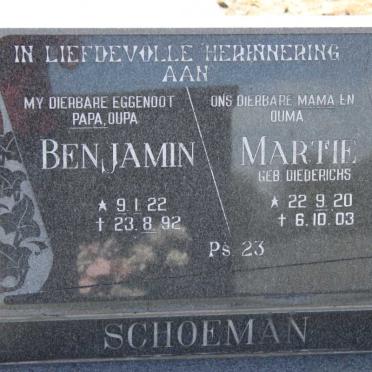 IN LIEFDEVOLLE HERINNERING
AAN
MY DIERBARE EGGENOOT
PAPA, OUPA
BENJAMIN
* 9.1.22
† 23.8.92
ONS DIERBARE MAMA EN
OUMA
MARTIE
GEB DIEDERICHS
* 22.9.20
† 6.10.03
Ps 23
SCHOEMAN